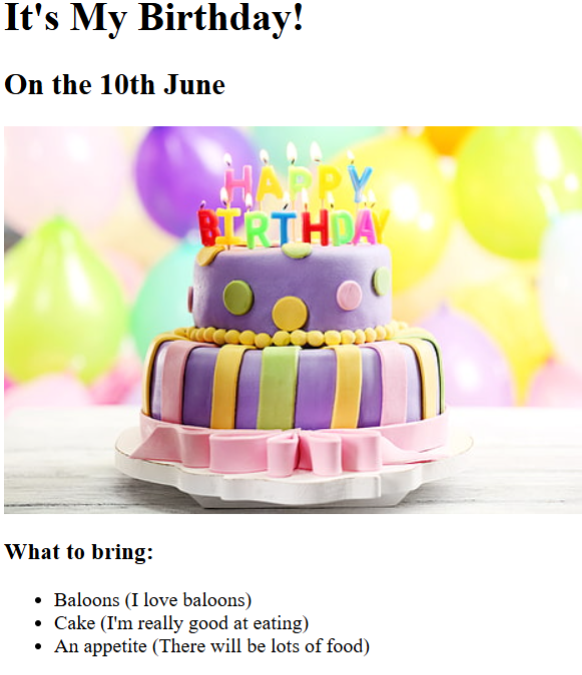 It's My Birthday!
On the 10th June
HAPPY
BIRTHDAY
What to bring:
Baloons (I love baloons)
Cake (I'm really good at eating)
An appetite (There will be lots of food)